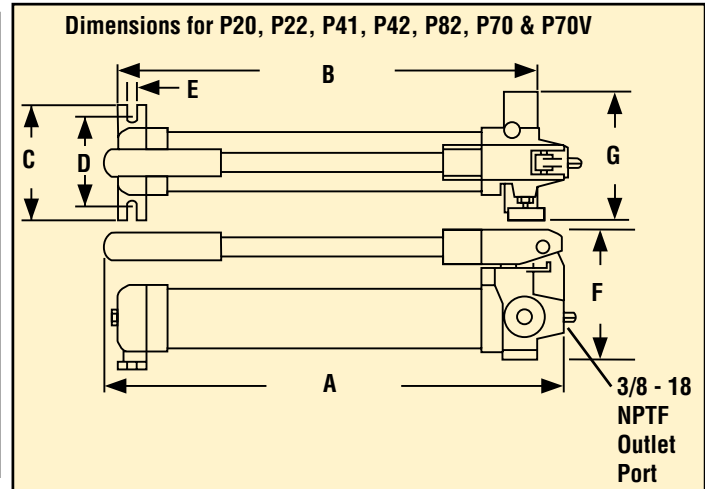 Dimensions for P20, P22, P41, P42, P82, P70 & P70V
B
E
C
D
G
F
A
3/8 - 18
NPTF
Outlet
Port